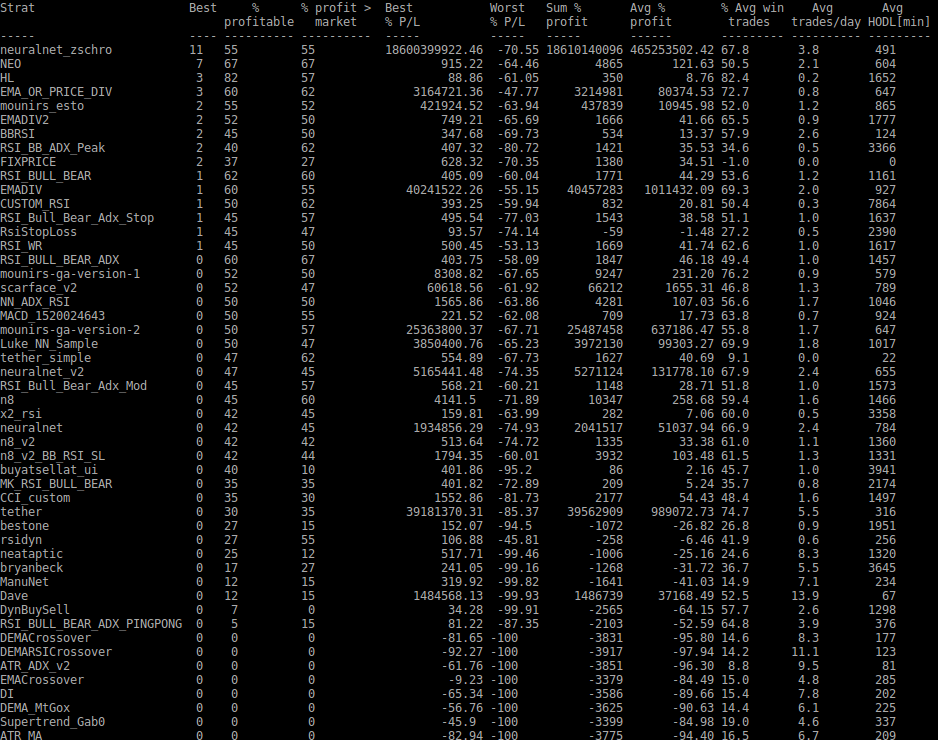 Strat Best % % profit > Best Worst Sum % Avg % % Avg win Avg Avg
profitable market % P/L % P/L profit profit trades trades/day HODL[min]
----- ---- ---------- ---------- ----- ----- ------ ------ --------- ---------- ---------
neuralnet_zschro 11 55 55 18600399922.46 -70.55 18610140096 465253502.42 67.8 3.8 491
NEO 7 67 67 915.22 -64.46 4865 121.63 50.5 2.1 604
HL 3 82 57 88.86 -61.05 350 8.76 82.4 0.2 1652
EMA_OR_PRICE_DIV 3 60 62 3164721.36 -47.77 3214981 80374.53 72.7 0.8 647
mounirs_esto 2 55 52 421924.52 -63.94 437839 10945.98 52.0 1.2 865
EMADIV2 2 52 50 749.21 -65.69 1666 41.66 65.5 0.9 1777
BBRSI 2 45 50 347.68 -69.73 534 13.37 57.9 2.6 124
RSI_BB_ADX_Peak 2 40 62 407.32 -80.72 1421 35.53 34.6 0.5 3366
FIXPRICE 2 37 27 628.32 -70.35 1380 34.51 -1.0 0.0 0
RSI_BULL_BEAR 1 62 60 405.09 -60.04 1771 44.29 53.6 1.2 1161
EMADIV 1 60 55 40241522.26 -55.15 40457283 1011432.09 69.3 2.0 927
CUSTOM_RSI 1 50 62 393.25 -59.94 832 20.81 50.4 0.3 7864
RSI_Bull_Bear_Adx_Stop 1 45 57 495.54 -77.03 1543 38.58 51.1 1.0 1637
RsiStopLoss 1 45 47 93.57 -74.14 -59 -1.48 27.2 0.5 2390
RSI_WR 1 45 50 500.45 -53.13 1669 41.74 62.6 1.0 1617
RSI_BULL_BEAR_ADX 0 60 67 403.75 -58.09 1847 46.18 49.4 1.0 1457
mounirs-ga-version-1 0 52 50 8308.82 -67.65 9247 231.20 76.2 0.9 579
scarface_v2 0 52 47 60618.56 -61.92 66212 1655.31 46.8 1.3 789
NN_ADX_RSI 0 50 50 1565.86 -63.86 4281 107.03 56.6 1.7 1046
MACD_1520024643 0 50 55 221.52 -62.08 709 17.73 63.8 0.7 924
mounirs-ga-version-2 0 50 57 25363800.37 -67.71 25487458 637186.47 55.8 1.7 647
Luke_NN_Sample 0 50 47 3850400.76 -65.23 3972130 99303.27 69.9 1.8 1017
tether_simple 0 47 62 554.89 -67.73 1627 40.69 9.1 0.0 22
neuralnet_v2 0 47 45 5165441.48 -74.35 5271124 131778.10 67.9 2.4 655
RSI_Bull_Bear_Adx_Mod 0 45 57 568.21 -60.21 1148 28.71 51.8 1.0 1573
n8 0 45 60 4141.5 -71.89 10347 258.68 59.4 1.6 1466
x2_rsi 0 42 45 159.81 -63.99 282 7.06 60.0 0.5 3358
neuralnet 0 42 45 1934856.29 -74.93 2041517 51037.94 66.9 2.4 784
n8_v2 0 42 42 513.64 -74.72 1335 33.38 61.0 1.1 1360
n8_v2_BB_RSI_SL 0 42 44 1794.35 -60.01 3932 103.48 61.5 1.3 1331
buyatsellat_ui 0 40 10 401.86 -95.2 86 2.16 45.7 1.0 3941
MK_RSI_BULL_BEAR 0 35 35 401.82 -72.89 209 5.24 35.7 0.8 2174
CCI_custom 0 35 30 1552.86 -81.73 2177 54.43 48.4 1.6 1497
tether 0 30 35 39181370.31 -85.37 39562909 989072.73 74.7 5.5 316
bestone 0 27 15 152.07 -94.5 -1072 -26.82 26.8 0.9 1951
rsidyn 0 27 55 106.88 -45.81 -258 -6.46 41.9 0.6 256
neataptic 0 25 12 517.71 -99.46 -1006 -25.16 24.6 8.3 1320
bryanbeck 0 17 27 241.05 -99.16 -1268 -31.72 36.7 5.5 3645
ManuNet 0 12 15 319.92 -99.82 -1641 -41.03 14.9 7.1 234
Dave 0 12 15 1484568.13 -99.93 1486739 37168.49 52.5 13.9 67
DynBuySell 0 7 0 34.28 -99.91 -2565 -64.15 57.7 2.6 1298
RSI_BULL_BEAR_ADX_PINGPONG 0 5 15 81.22 -87.35 -2103 -52.59 64.8 3.9 376
DEMACrossover 0 0 0 -81.65 -100 -3831 -95.80 14.6 8.3 177
DEMARSICrossover 0 0 0 -92.27 -100 -3917 -97.94 14.2 11.1 123
ATR_ADX_v2 0 0 0 -61.76 -100 -3851 -96.30 8.8 9.5 81
EMACrossover 0 0 0 -9.23 -100 -3379 -84.49 15.0 4.8 285
DI 0 0 0 -65.34 -100 -3586 -89.66 15.4 7.8 202
DEMA_MtGox 0 0 0 -56.76 -100 -3625 -90.63 14.4 6.1 225
Supertrend_Gab0 0 0 0 -45.9 -100 -3399 -84.98 19.0 4.6 337
ATR_MA 0 0 0 -82.94 -100 -3775 -94.40 16.5 6.7 209